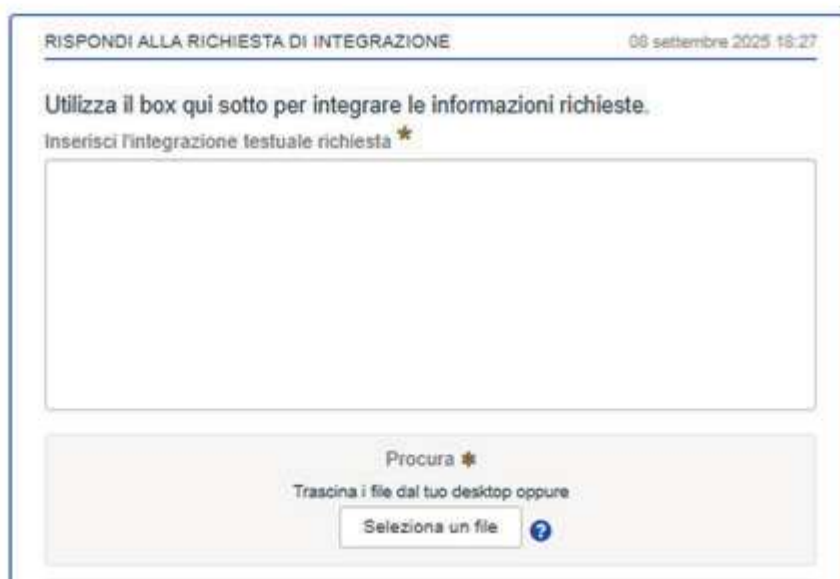 RISPONDI ALLA RICHIESTA DI INTEGRAZIONE 08 settembre 2025 18:27
Utilizza il box qui sotto per integrare le informazioni richieste.
Inserisci l'integrazione testuale richiesta *
Procura *
Trascina i file dal tuo desktop oppure
Seleziona un file ?